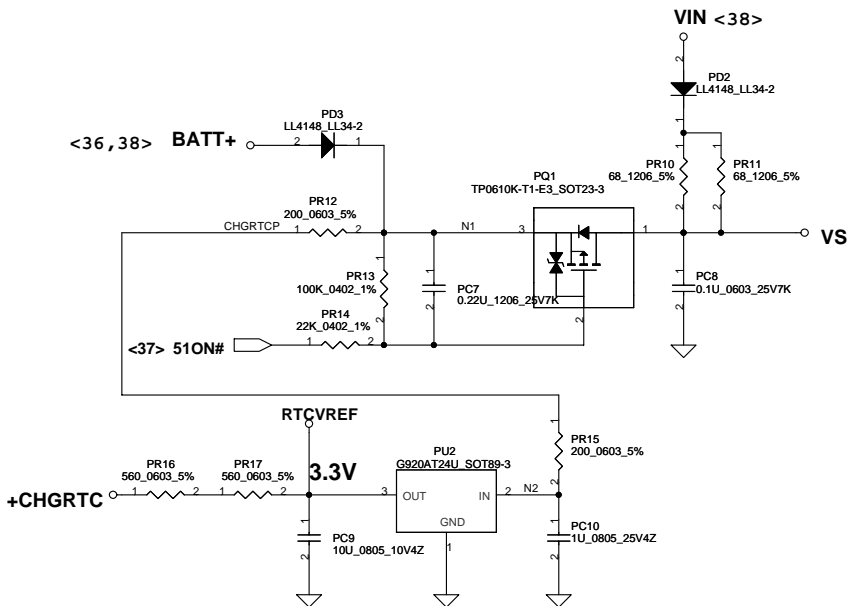 VIN <38>
2
PD2
LL4148_LL34-2
1
PD3
LL4148_LL34-2
<36,38> BATT+
2 1
1 1
PR10
68_1206_5%
PR11
68_1206_5%
2 2
PQ1
TP0610K-T1-E3_SOT23-3
PR12
200_0603_5%
CHGRTCP 1 2
N1
3 1
VS
2
1
PR13
100K_0402_1%
2
1
PC7
0.22U_1206_25V7K
2
1
PC8
0.1U_0603_25V7K
2
PR14
22K_0402_1%
<37> 51ON#
1 2
RTCVREF
1
PR15
200_0603_5%
2
PU2
G920AT24U_SOT89-3
PR16
560_0603_5%
PR17
560_0603_5%
3.3V
+CHGRTC
1 2 1 2
3 OUT IN 2 N2
GND
1
1
PC9
10U_0805_10V4Z
2
1
PC10
1U_0805_25V4Z
2